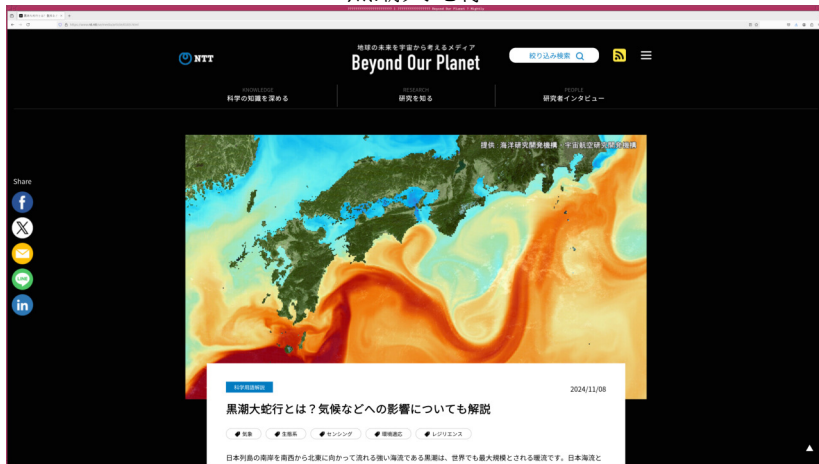 NTT
地球の未来を宇宙から考えるメディア
Beyond Our Planet
絞り込み検索
KNOWLEDGE
科学の知識を深める
RESEARCH
研究を知る
PEOPLE
研究者インタビュー
提供：海洋研究開発機構・宇宙航空研究開発機構
Share
LINE
in
科学用語解説
2024/11/08
黒潮大蛇行とは？気候などへの影響についても解説
気象
生態系
センシング
環境適応
レジリエンス
日本列島の南岸を南西から北東に向かって流れる強い海流である黒潮は、世界でも最大規模とされる暖流です。日本海流と